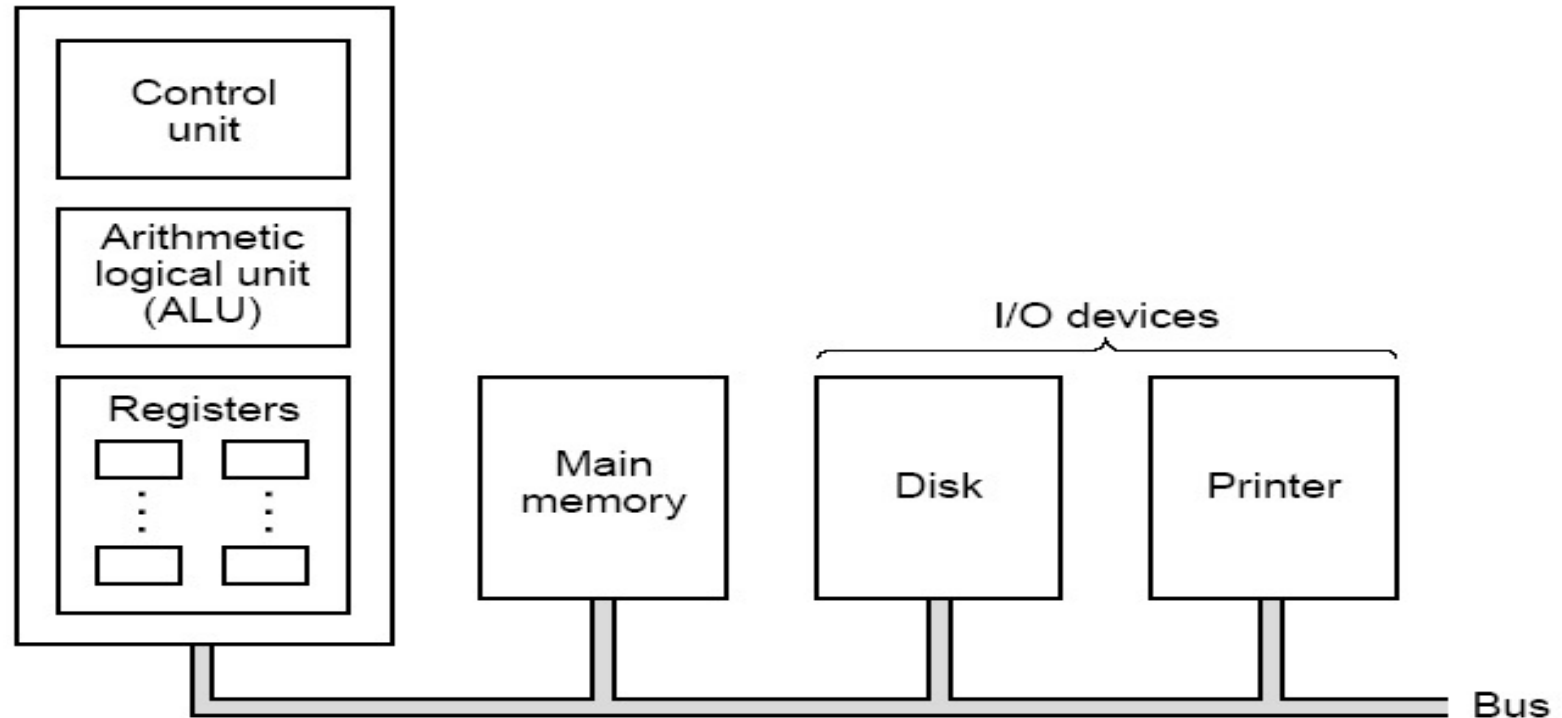 Control
unit
Arithmetic
logical unit
(ALU)
Registers
Main
memory
I/O devices
Disk
Printer
Bus